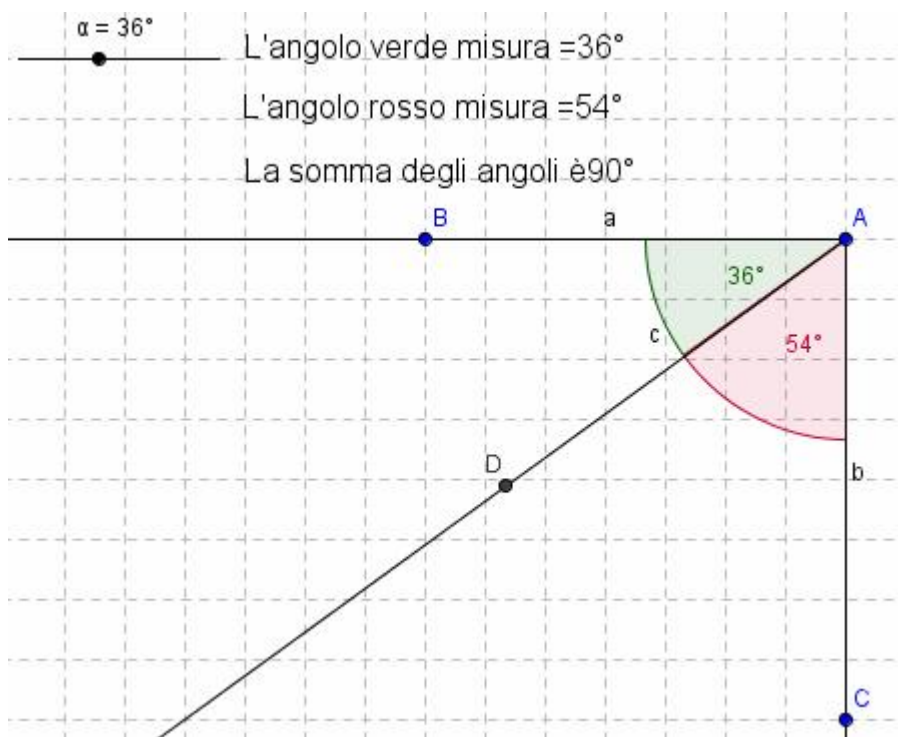 α = 36°
L'angolo verde misura =36°
L'angolo rosso misura =54°
La somma degli angoli è90°
B
a
A
36°
c
54°
D
b
C